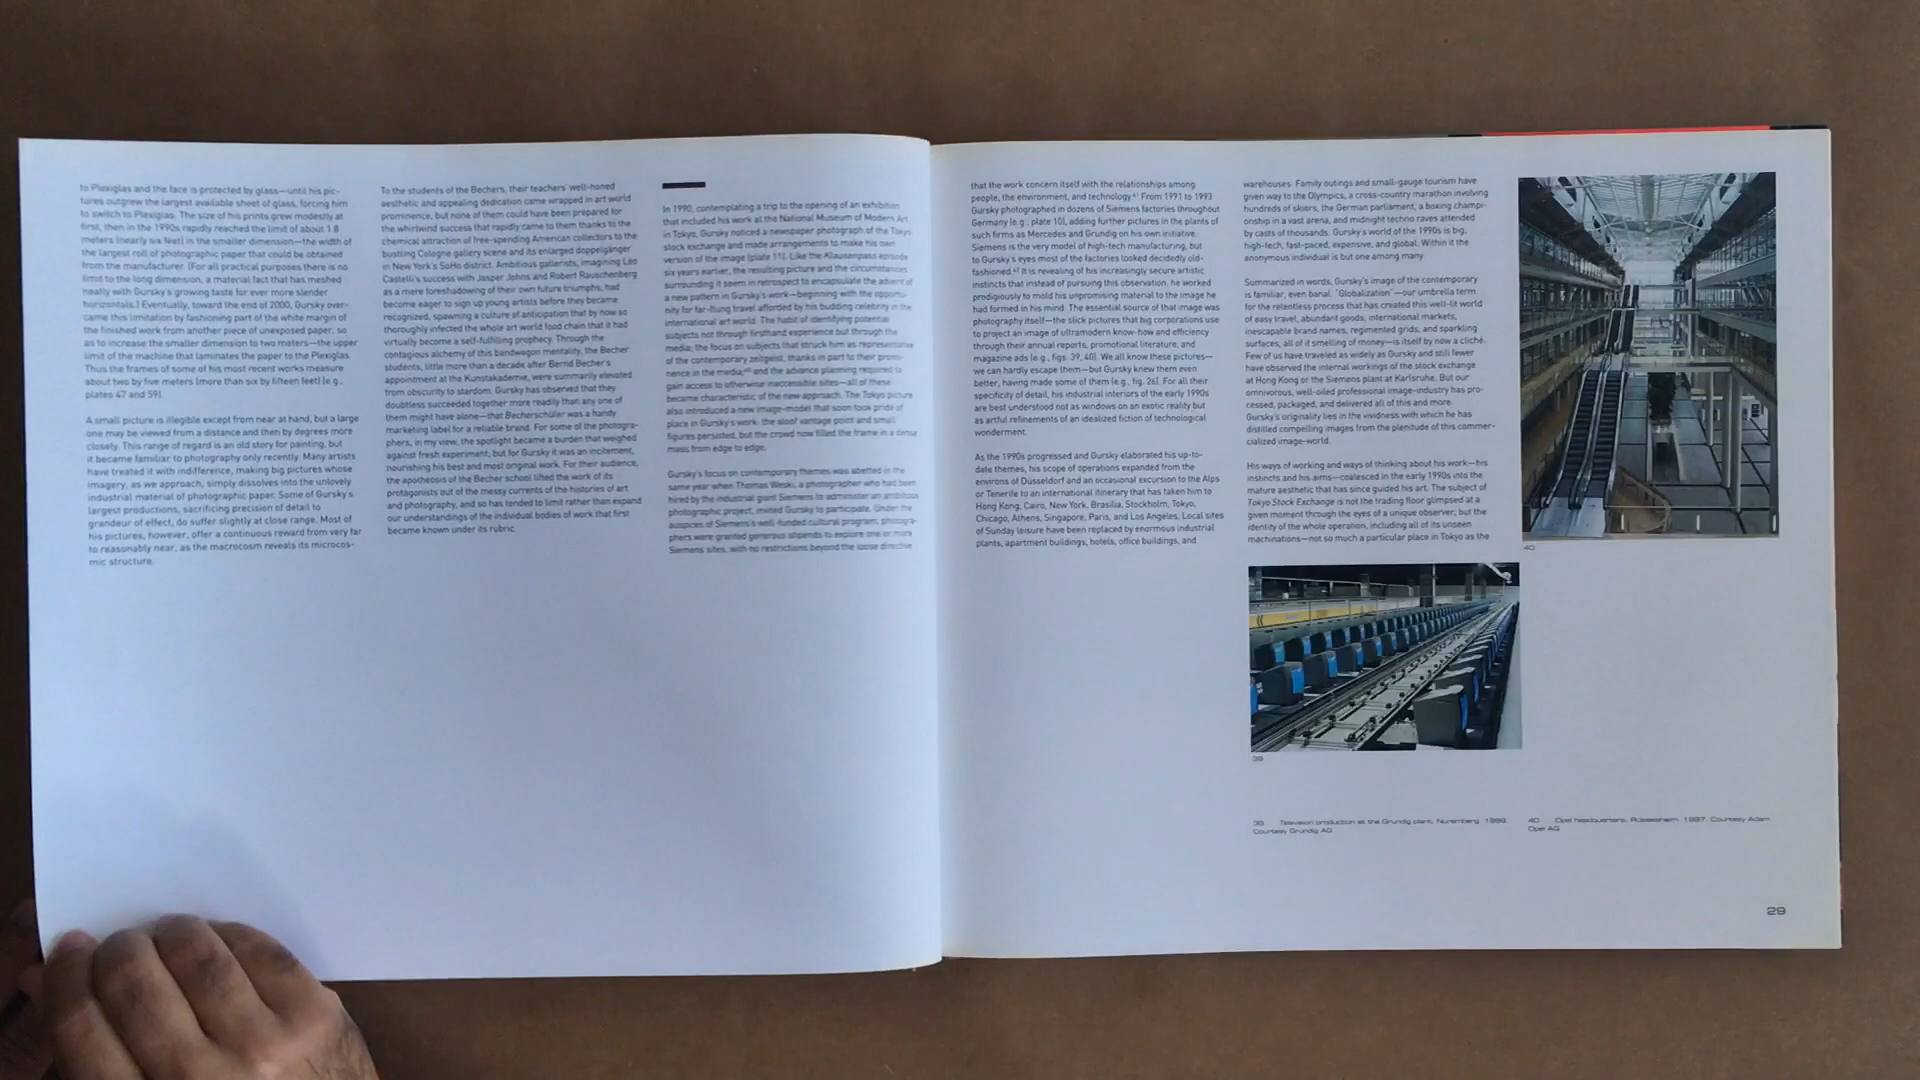 to Plexiglas and the face is protected by glass—until his pic-
tures outgrew the largest available sheet of glass, forcing him
to switch to Plexiglas. The size of his prints grew modestly at
first, then in the 1990s rapidly reached the limit of about 1.8
meters (nearly six feet) in the smaller dimension—the width of
the largest roll of photographic paper that could be obtained
from the manufacturer. (For all practical purposes there is no
limit to the long dimension, a material fact that has meshed
neatly with Gursky's growing taste for ever more slender
horizontals.) Eventually, toward the end of 2000, Gursky over-
came this limitation by fashioning part of the white margin of
the finished work from another piece of unexposed paper, so
as to increase the smaller dimension to two meters—the upper
limit of the machine that laminates the paper to the Plexiglas.
Thus the frames of some of his most recent works measure
about two by five meters (more than six by fifteen feet) (e.g.,
plates 47 and 59).
A small picture is illegible except from near at hand, but a large
one may be viewed from a distance and then by degrees more
closely. This range of regard is an old story for painting, but
it became familiar to photography only recently. Many artists
have treated it with indifference, making big pictures whose
imagery, as we approach, simply dissolves into the unlovely
industrial material of photographic paper. Some of Gursky's
largest productions, sacrificing precision of detail to
grandeur of effect, do suffer slightly at close range. Most of
his pictures, however, offer a continuous reward from very far
to reasonably near, as the macrocosm reveals its microcos-
mic structure.
To the students of the Bechers, their teachers' well-honed
aesthetic and appealing dedication came wrapped in art world
prominence, but none of them could have been prepared for
the whirlwind success that rapidly came to them thanks to the
chemical attraction of free-spending American collectors to the
bustling Cologne gallery scene and its enlarged doppelgänger
in New York's SoHo district. Ambitious gallerists, imagining Leo
Castelli's success with Jasper Johns and Robert Rauschenberg
as a mere foreshadowing of their own future triumphs, had
become eager to sign up young artists before they became
recognized, spawning a culture of anticipation that by now so
thoroughly infected the whole art world food chain that it had
virtually become a self-fulfilling prophecy. Through the
contagious alchemy of this bandwagon mentality, the Becher
students, little more than a decade after Bernd Becher's
appointment at the Kunstakademie, were summarily elevated
from obscurity to stardom. Gursky has observed that they
doubtless succeeded together more readily than any one of
them might have alone—that Becherschüler was a handy
marketing label for a reliable brand. For some of the photogra-
phers, in my view, the spotlight became a burden that weighed
against fresh experiment; but for Gursky it was an incitement,
nourishing his best and most original work. For their audience,
the apotheosis of the Becher school lifted the work of its
protagonists out of the messy currents of the histories of art
and photography, and so has tended to limit rather than expand
our understandings of the individual bodies of work that first
became known under its rubric.
In 1990, contemplating a trip to the opening of an exhibition
that included his work at the National Museum of Modern Art
in Tokyo, Gursky noticed a newspaper photograph of the Tokyo
stock exchange and made arrangements to make his own
version of the image (plate 11). Like the Klausenpass episode
six years earlier, the resulting picture and the circumstances
surrounding it seem in retrospect to encapsulate the advent of
a new pattern in Gursky's work—beginning with the opportu-
nity for far-flung travel afforded by his budding celebrity in the
international art world. The habit of identifying potential
subjects not through firsthand experience but through the
media, the focus on subjects that struck him as representative
of the contemporary zeitgeist, thanks in part to their promi-
nence in the media;⁴⁰ and the advance planning required to
gain access to otherwise inaccessible sites—all of these
became characteristic of the new approach. The Tokyo picture
also introduced a new image-model that soon took pride of
place in Gursky's work: the aloof vantage point and small
figures persisted, but the crowd now filled the frame in a dense
mass from edge to edge.
Gursky's focus on contemporary themes was abetted in the
same year when Thomas Weski, a photographer who had been
hired by the industrial giant Siemens to administer an ambitious
photographic project, invited Gursky to participate. Under the
auspices of Siemens's well-funded cultural program, photogra-
phers were granted generous stipends to explore one or more
Siemens sites, with no restrictions beyond the loose directive
that the work concern itself with the relationships among
people, the environment, and technology.⁴¹ From 1991 to 1993
Gursky photographed in dozens of Siemens factories throughout
Germany (e.g., plate 10), adding further pictures in the plants of
such firms as Mercedes and Grundig on his own initiative.
Siemens is the very model of high-tech manufacturing, but
to Gursky's eyes most of the factories looked decidedly old-
fashioned.⁴² It is revealing of his increasingly secure artistic
instincts that instead of pursuing this observation, he worked
prodigiously to mold his unpromising material to the image he
had formed in his mind. The essential source of that image was
photography itself—the slick pictures that big corporations use
to project an image of ultramodern know-how and efficiency
through their annual reports, promotional literature, and
magazine ads (e.g., figs. 39, 40). We all know these pictures—
we can hardly escape them—but Gursky knew them even
better, having made some of them (e.g., fig. 26). For all their
specificity of detail, his industrial interiors of the early 1990s
are best understood not as windows on an exotic reality but
as artful refinements of an idealized fiction of technological
wonderment.
As the 1990s progressed and Gursky elaborated his up-to-
date themes, his scope of operations expanded from the
environs of Düsseldorf and an occasional excursion to the Alps
or Tenerife to an international itinerary that has taken him to
Hong Kong, Cairo, New York, Brasilia, Stockholm, Tokyo,
Chicago, Athens, Singapore, Paris, and Los Angeles. Local sites
of Sunday leisure have been replaced by enormous industrial
plants, apartment buildings, hotels, office buildings, and
warehouses. Family outings and small-gauge tourism have
given way to the Olympics, a cross-country marathon involving
hundreds of skiers, the German parliament, a boxing champi-
onship in a vast arena, and midnight techno raves attended
by casts of thousands. Gursky's world of the 1990s is big,
high-tech, fast-paced, expensive, and global. Within it the
anonymous individual is but one among many.
Summarized in words, Gursky's image of the contemporary
is familiar, even banal. "Globalization"—our umbrella term
for the relentless process that has created this well-lit world
of easy travel, abundant goods, international markets,
inescapable brand names, regimented grids, and sparkling
surfaces, all of it smelling of money—is itself by now a cliché.
Few of us have traveled as widely as Gursky and still fewer
have observed the internal workings of the stock exchange
at Hong Kong or the Siemens plant at Karlsruhe. But our
omnivorous, well-oiled professional image-industry has pro-
cessed, packaged, and delivered all of this and more.
Gursky's originality lies in the vividness with which he has
distilled compelling images from the plenitude of this commer-
cialized image-world.
His ways of working and ways of thinking about his work—his
instincts and his aims—coalesced in the early 1990s into the
mature aesthetic that has since guided his art. The subject of
Tokyo Stock Exchange is not the trading floor glimpsed at a
given moment through the eyes of a unique observer, but the
identity of the whole operation, including all of its unseen
machinations—not so much a particular place in Tokyo as the
40
39
39 Television production at the Grundig plant, Nuremberg. 1989.
Courtesy Grundig AG
40 Opel headquarters, Rüsselsheim. 1997. Courtesy Adam
Opel AG
29